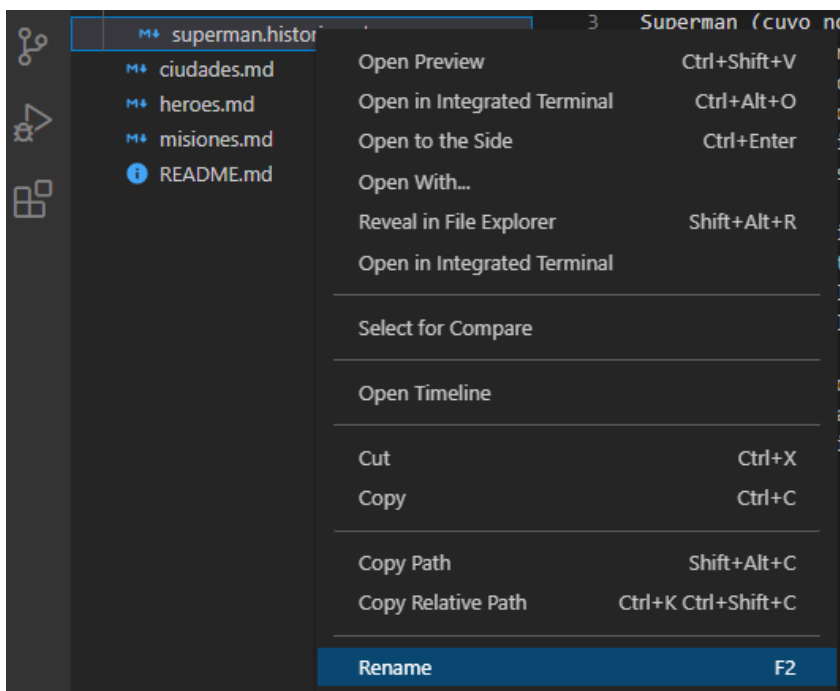 superman.histori
3 Superman (cuyo no
ciudades.md
heroes.md
misiones.md
README.md
Open Preview Ctrl+Shift+V
Open in Integrated Terminal Ctrl+Alt+O
Open to the Side Ctrl+Enter
Open With...
Reveal in File Explorer Shift+Alt+R
Open in Integrated Terminal
Select for Compare
Open Timeline
Cut Ctrl+X
Copy Ctrl+C
Copy Path Shift+Alt+C
Copy Relative Path Ctrl+K Ctrl+Shift+C
Rename F2